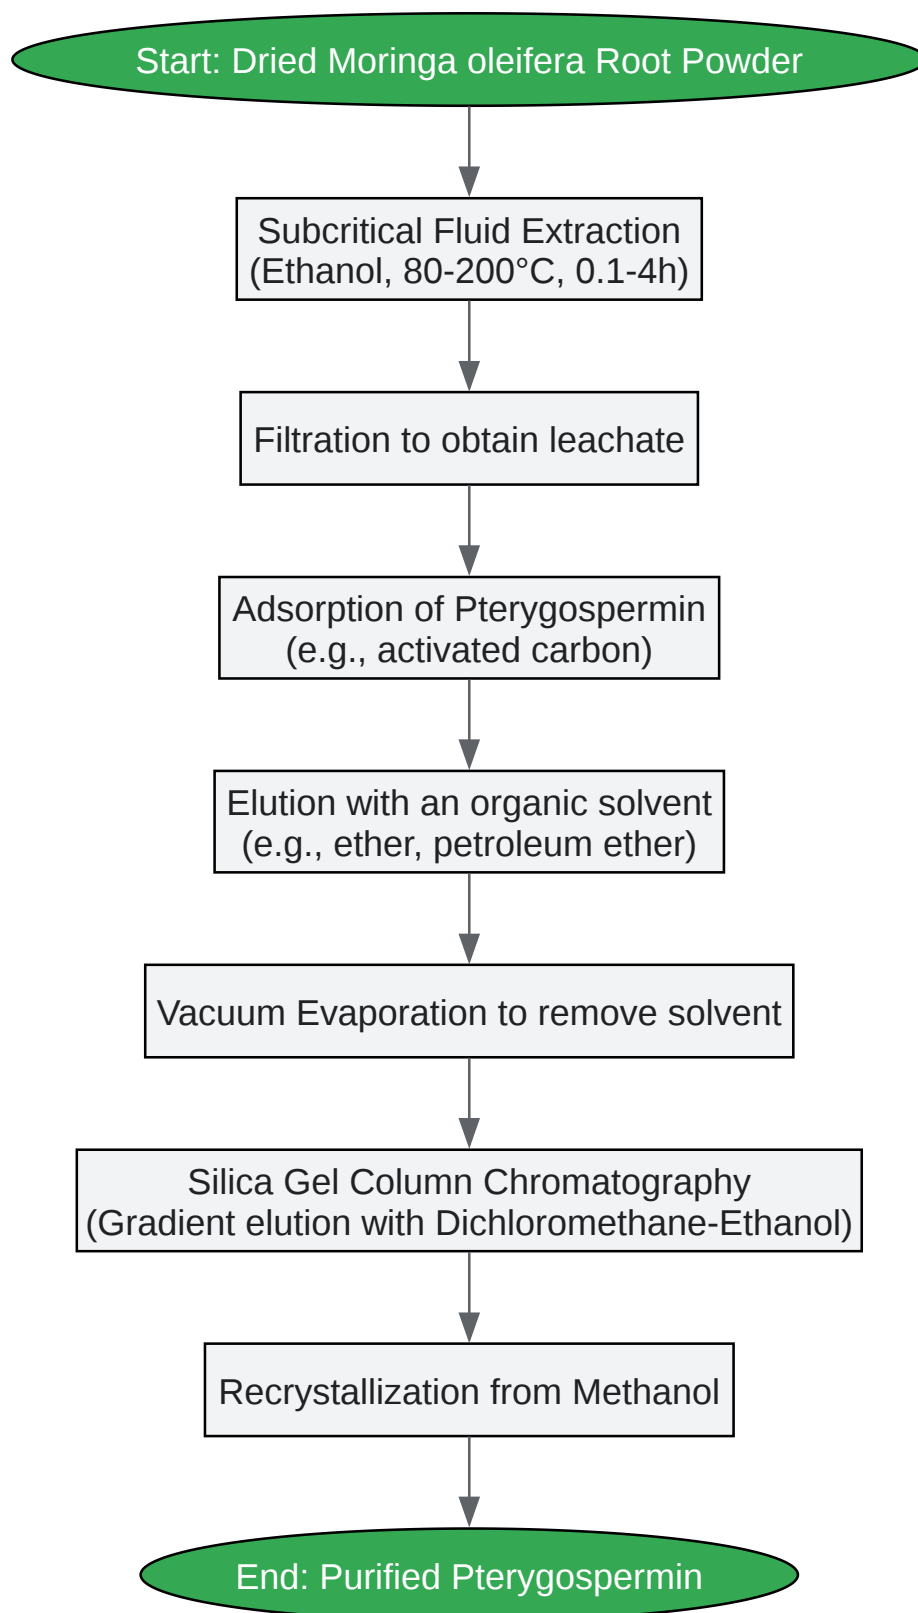 Start: Dried Moringa oleifera Root Powder
Subcritical Fluid Extraction
(Ethanol, 80-200°C, 0.1-4h)
Filtration to obtain leachate
Adsorption of Pterygospermin
(e.g., activated carbon)
Elution with an organic solvent
(e.g., ether, petroleum ether)
Vacuum Evaporation to remove solvent
Silica Gel Column Chromatography
(Gradient elution with Dichloromethane-Ethanol)
Recrystallization from Methanol
End: Purified Pterygospermin